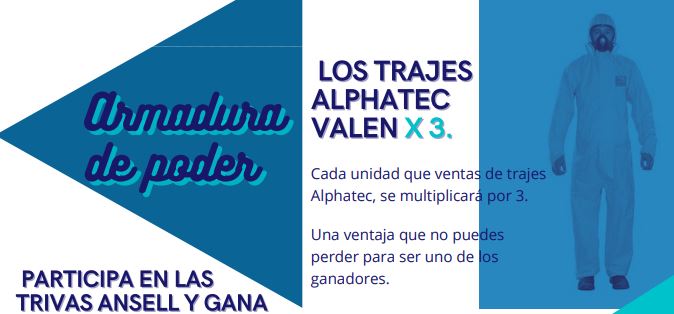 Armadura
de poder
PARTICIPA EN LAS
TRIVAS ANSELL Y GANA
LOS TRAJES
ALPHATEC
VALEN X 3.
Cada unidad que ventas de trajes
Alphatec, se multiplicará por 3.
Una ventaja que no puedes
perder para ser uno de los
ganadores.